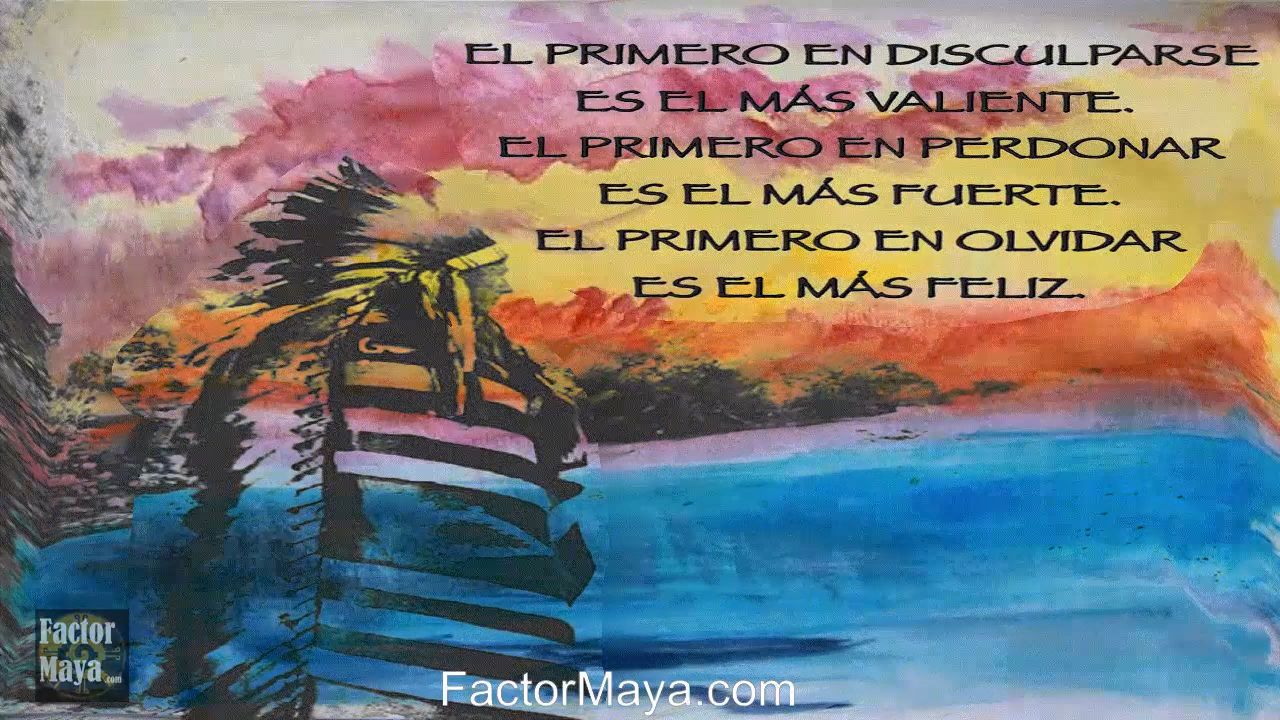 EL PRIMERO EN DISCULPARSE
ES EL MÁS VALIENTE.
EL PRIMERO EN PERDONAR
ES EL MÁS FUERTE.
EL PRIMERO EN OLVIDAR
ES EL MÁS FELIZ.
Factor
Maya.com
FactorMaya.com